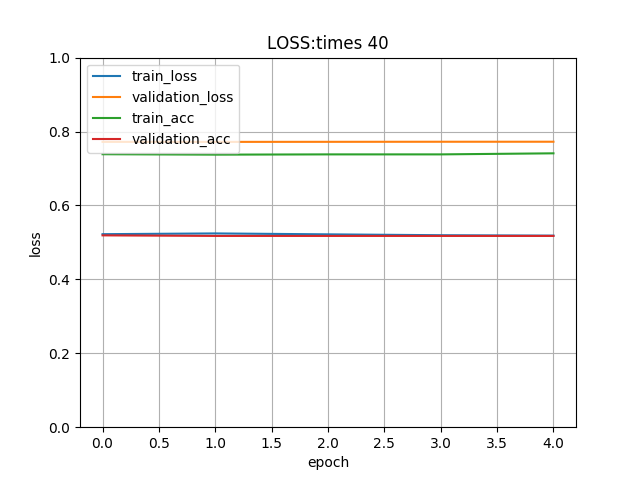 LOSS:times 40
train_loss
validation_loss
train_acc
validation_acc
1.0
0.8
0.6
0.4
0.2
0.0
loss
0.0 0.5 1.0 1.5 2.0 2.5 3.0 3.5 4.0
epoch